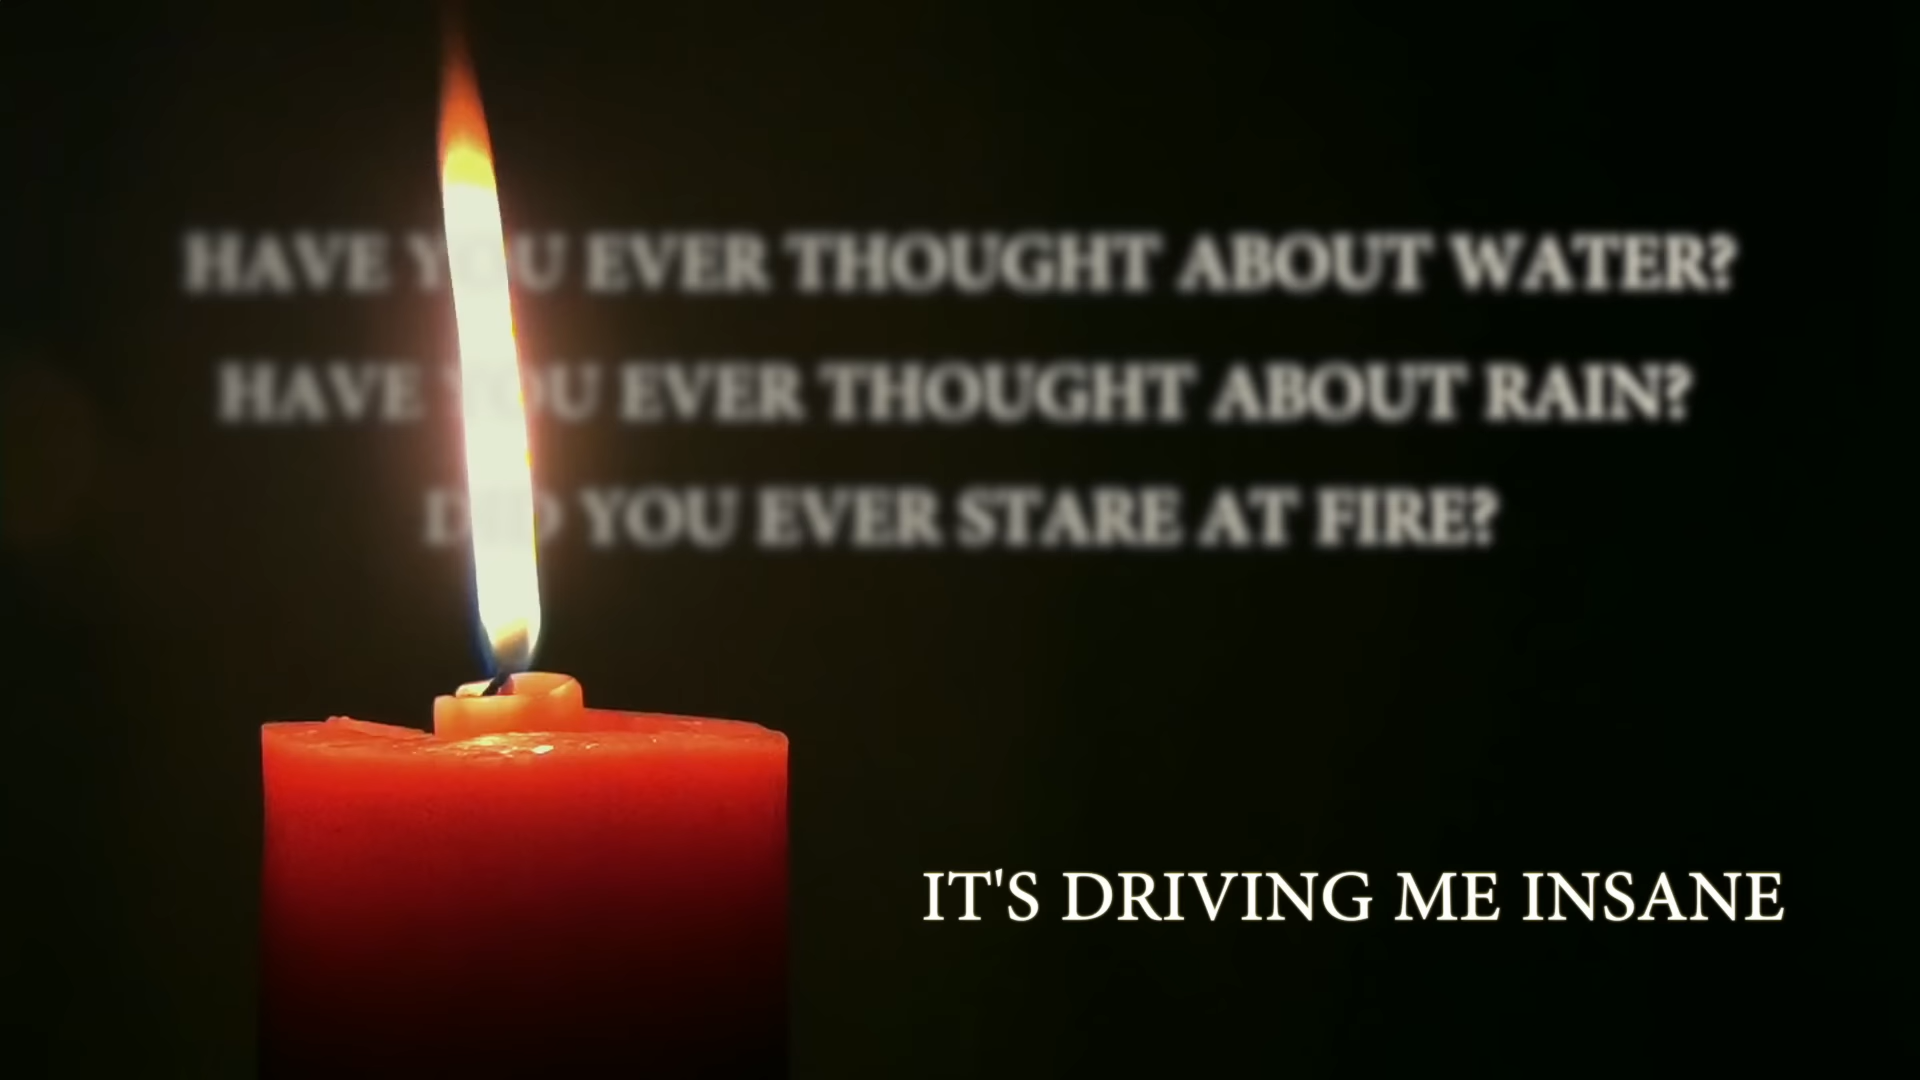 HAVE YOU EVER THOUGHT ABOUT WATER?
HAVE YOU EVER THOUGHT ABOUT RAIN?
DID YOU EVER STARE AT FIRE?
IT'S DRIVING ME INSANE